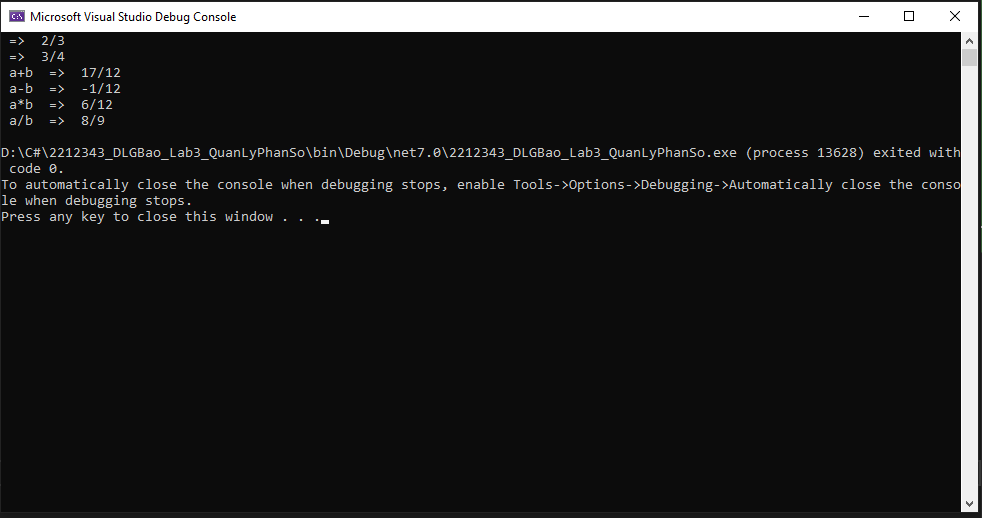 Microsoft Visual Studio Debug Console
=>  2/3
=>  3/4
a+b  =>  17/12
a-b  =>  -1/12
a*b  =>  6/12
a/b  =>  8/9
D:\C#\2212343_DLGBao_Lab3_QuanLyPhanSo\bin\Debug\net7.0\2212343_DLGBao_Lab3_QuanLyPhanSo.exe (process 13628) exited with
code 0.
To automatically close the console when debugging stops, enable Tools->Options->Debugging->Automatically close the conso
le when debugging stops.
Press any key to close this window . . .